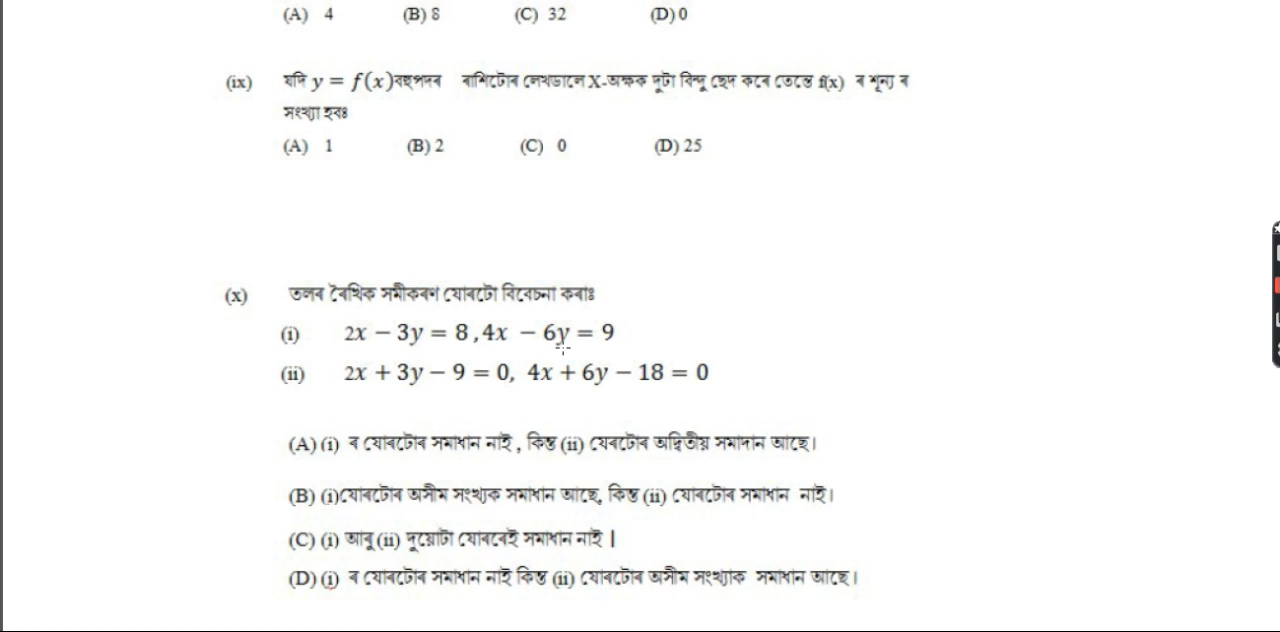 (A) 4 (B) 8 (C) 32 (D) 0
(ix) যদি y = f(x)বহুপদৰ ৰাশিটোৰ লেখডালে X-অক্ষক দুটা বিন্দু ছেদ কৰে তেন্তে f(x) ৰ শূন্য ৰ
সংখ্যা হবঃ
(A) 1 (B) 2 (C) 0 (D) 25
(x) তলৰ ৰৈখিক সমীকৰণ যোৰটো বিবেচনা কৰাঃ
(i) 2x − 3y = 8 , 4x − 6y = 9
(ii) 2x + 3y − 9 = 0, 4x + 6y − 18 = 0
(A) (i) ৰ যোৰটোৰ সমাধান নাই , কিন্তু (ii) যেৰটোৰ অদ্বিতীয় সমাদান আছে।
(B) (i)যোৰটোৰ অসীম সংখ্যক সমাধান আছে, কিন্তু (ii) যোৰটোৰ সমাধান নাই।
(C) (i) আৰু (ii) দুয়োটা যোৰৰেই সমাধান নাই |
(D) (i) ৰ যোৰটোৰ সমাধান নাই কিন্তু (ii) যোৰটোৰ অসীম সংখ্যাক সমাধান আছে।